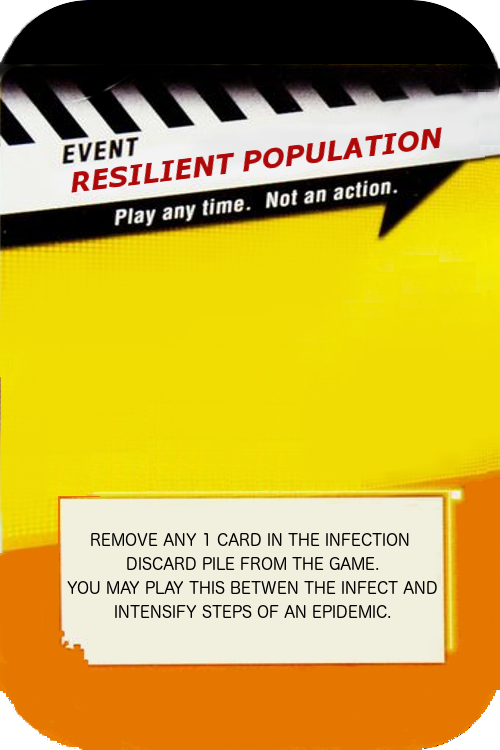 EVENT
RESILIENT POPULATION
Play any time. Not an action.
REMOVE ANY 1 CARD IN THE INFECTION
DISCARD PILE FROM THE GAME.
YOU MAY PLAY THIS BETWEN THE INFECT AND
INTENSIFY STEPS OF AN EPIDEMIC.